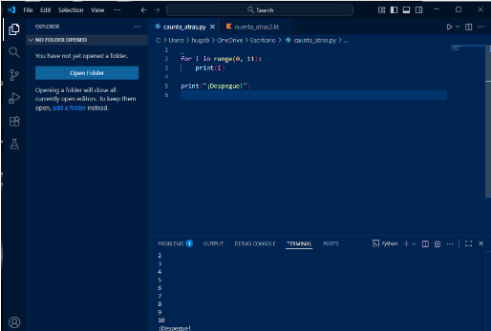 File Edit Selection View ··· ← → Search
EXPLORER ···
NO FOLDER OPENED
You have not yet opened a folder.
Open Folder
Opening a folder will close all
currently open editors. To keep them
open, add a folder instead.
caunta_atras.py × cuenta_atras2.kt
C: > Users > hugob > OneDrive > Escritorio > caunta_atras.py > ...
1
2 for i in range(0, 11):
3 print(i)
4
5 print("¡Despegue!")
6
PROBLEMS 1 OUTPUT DEBUG CONSOLE TERMINAL PORTS Python
2
3
4
5
6
7
8
9
10
¡Despegue!